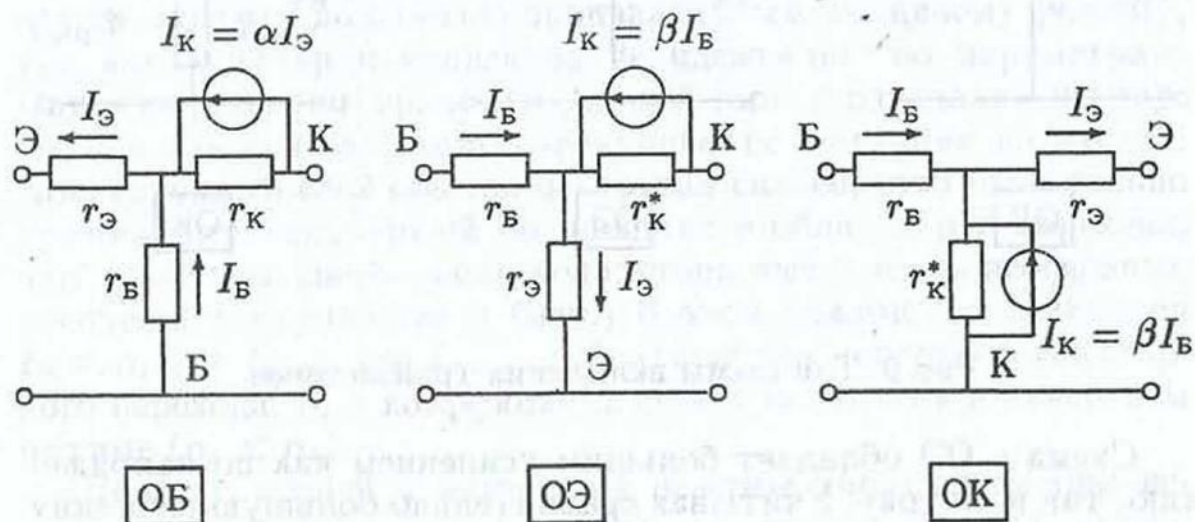 I_К = αI_Э
I_К = βI_Б
I_Э
I_Б
I_Б
I_Э
Э
К
Б
К
Б
Э
r_Э
r_К
r_Б
r_К*
r_Б
r_Э
r_Б
I_Б
r_Э
I_Э
r_К*
I_К = βI_Б
Б
Э
К
ОБ
ОЭ
ОК